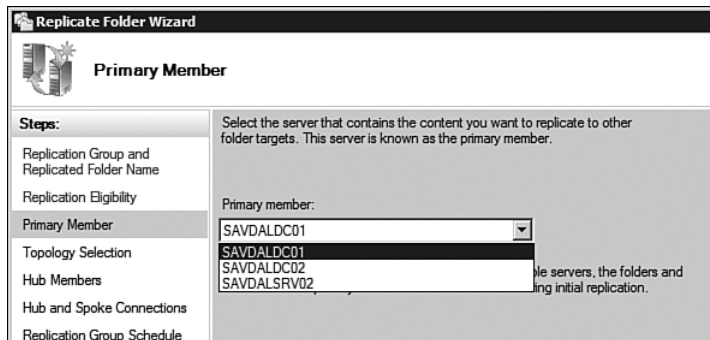 Replicate Folder Wizard
Primary Member
Steps:
Replication Group and
Replicated Folder Name
Replication Eligibility
Primary Member
Topology Selection
Hub Members
Hub and Spoke Connections
Replication Group Schedule
Select the server that contains the content you want to replicate to other
folder targets. This server is known as the primary member.
Primary member:
SAVDALDC01
SAVDALDC01
SAVDALDC02
SAVDALSRV02
servers, the folders and
initial replication.